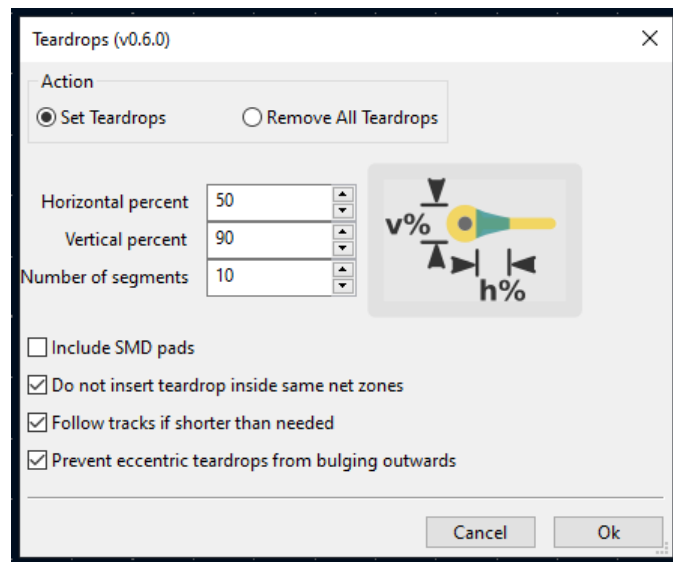 Teardrops (v0.6.0)
Action
Set Teardrops
Remove All Teardrops
Horizontal percent
50
Vertical percent
90
Number of segments
10
v%
h%
Include SMD pads
Do not insert teardrop inside same net zones
Follow tracks if shorter than needed
Prevent eccentric teardrops from bulging outwards
Cancel
Ok